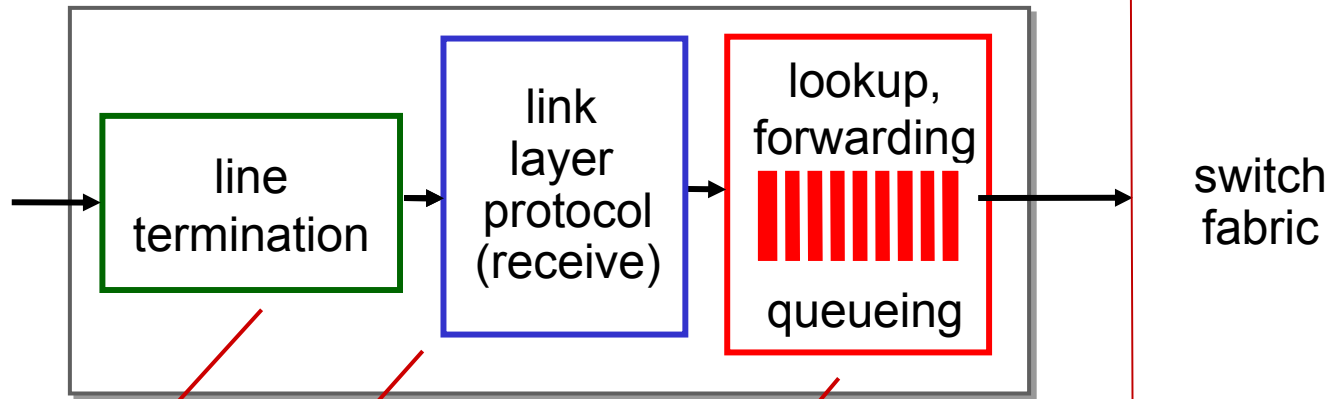 line
termination
link
layer
protocol
(receive)
lookup,
forwarding
queueing
switch
fabric